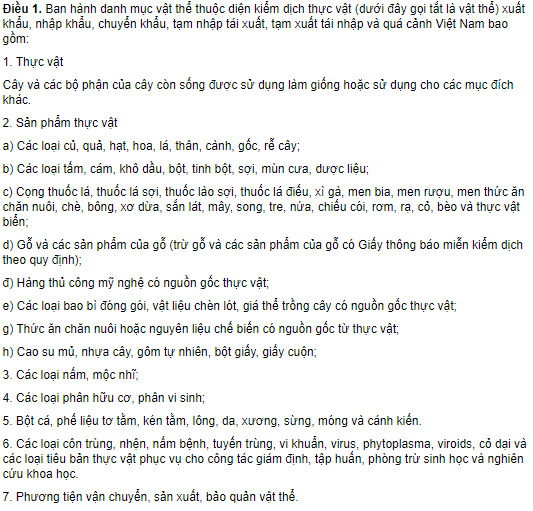 Điều 1. Ban hành danh mục vật thể thuộc diện kiểm dịch thực vật (dưới đây gọi tắt là vật thể) xuất
khẩu, nhập khẩu, chuyển khẩu, tạm nhập tái xuất, tạm xuất tái nhập và quá cảnh Việt Nam bao
gồm:
1. Thực vật
Cây và các bộ phận của cây còn sống được sử dụng làm giống hoặc sử dụng cho các mục đích
khác.
2. Sản phẩm thực vật
a) Các loại củ, quả, hạt, hoa, lá, thân, cành, gốc, rễ cây;
b) Các loại tấm, cám, khô dầu, bột, tinh bột, sợi, mùn cưa, dược liệu;
c) Cọng thuốc lá, thuốc lá sợi, thuốc lào sợi, thuốc lá điếu, xì gà, men bia, men rượu, men thức ăn
chăn nuôi, chè, bông, xơ dừa, sắn lát, mây, song, tre, nứa, chiếu cói, rơm, rạ, cỏ, bèo và thực vật
biển;
d) Gỗ và các sản phẩm của gỗ (trừ gỗ và các sản phẩm của gỗ có Giấy thông báo miễn kiểm dịch
theo quy định);
đ) Hàng thủ công mỹ nghệ có nguồn gốc thực vật;
e) Các loại bao bì đóng gói, vật liệu chèn lót, giá thể trồng cây có nguồn gốc thực vật;
g) Thức ăn chăn nuôi hoặc nguyên liệu chế biến có nguồn gốc từ thực vật;
h) Cao su mủ, nhựa cây, gôm tự nhiên, bột giấy, giấy cuộn;
3. Các loại nấm, mộc nhĩ;
4. Các loại phân hữu cơ, phân vi sinh;
5. Bột cá, phế liệu tơ tằm, kén tằm, lông, da, xương, sừng, móng và cánh kiến.
6. Các loại côn trùng, nhện, nấm bệnh, tuyến trùng, vi khuẩn, virus, phytoplasma, viroids, cỏ dại và
các loại tiêu bản thực vật phục vụ cho công tác giám định, tập huấn, phòng trừ sinh học và nghiên
cứu khoa học.
7. Phương tiện vận chuyển, sản xuất, bảo quản vật thể.